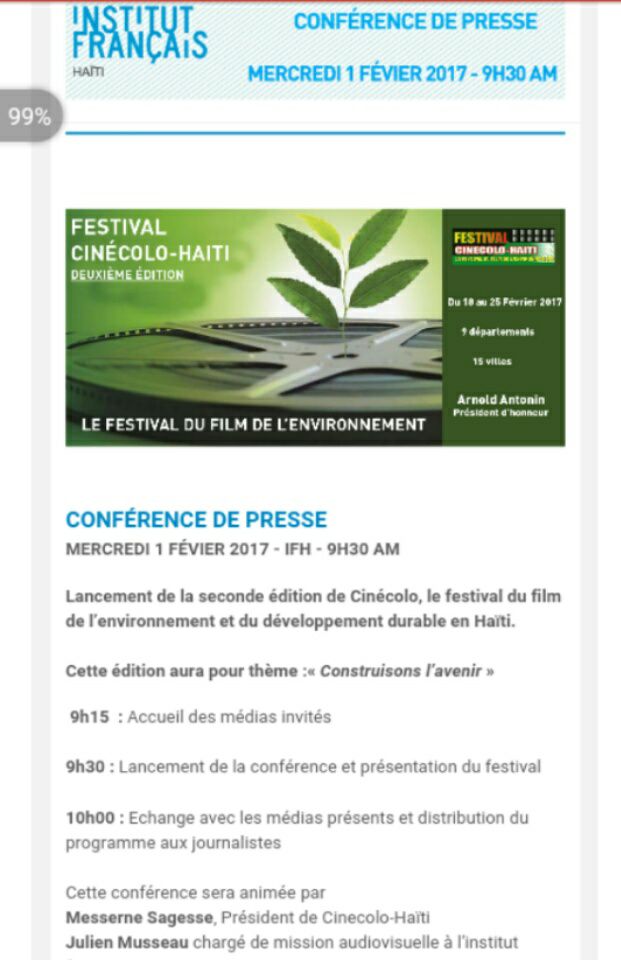 INSTITUT
FRANÇAIS
HAÏTI
CONFÉRENCE DE PRESSE
MERCREDI 1 FÉVIER 2017 - 9H30 AM
99%
FESTIVAL
CINÉCOLO-HAITI
DEUXIÈME ÉDITION
LE FESTIVAL DU FILM DE L'ENVIRONNEMENT
FESTIVAL
CINECOLO-HAITI
Du 18 au 25 Février 2017
9 départements
15 villes
Arnold Antonin
Président d'honneur
CONFÉRENCE DE PRESSE
MERCREDI 1 FÉVIER 2017 - IFH - 9H30 AM
Lancement de la seconde édition de Cinécolo, le festival du film
de l'environnement et du développement durable en Haïti.
Cette édition aura pour thème :« Construisons l'avenir »
9h15 : Accueil des médias invités
9h30 : Lancement de la conférence et présentation du festival
10h00 : Echange avec les médias présents et distribution du
programme aux journalistes
Cette conférence sera animée par
Messerne Sagesse, Président de Cinecolo-Haïti
Julien Musseau chargé de mission audiovisuelle à l'institut